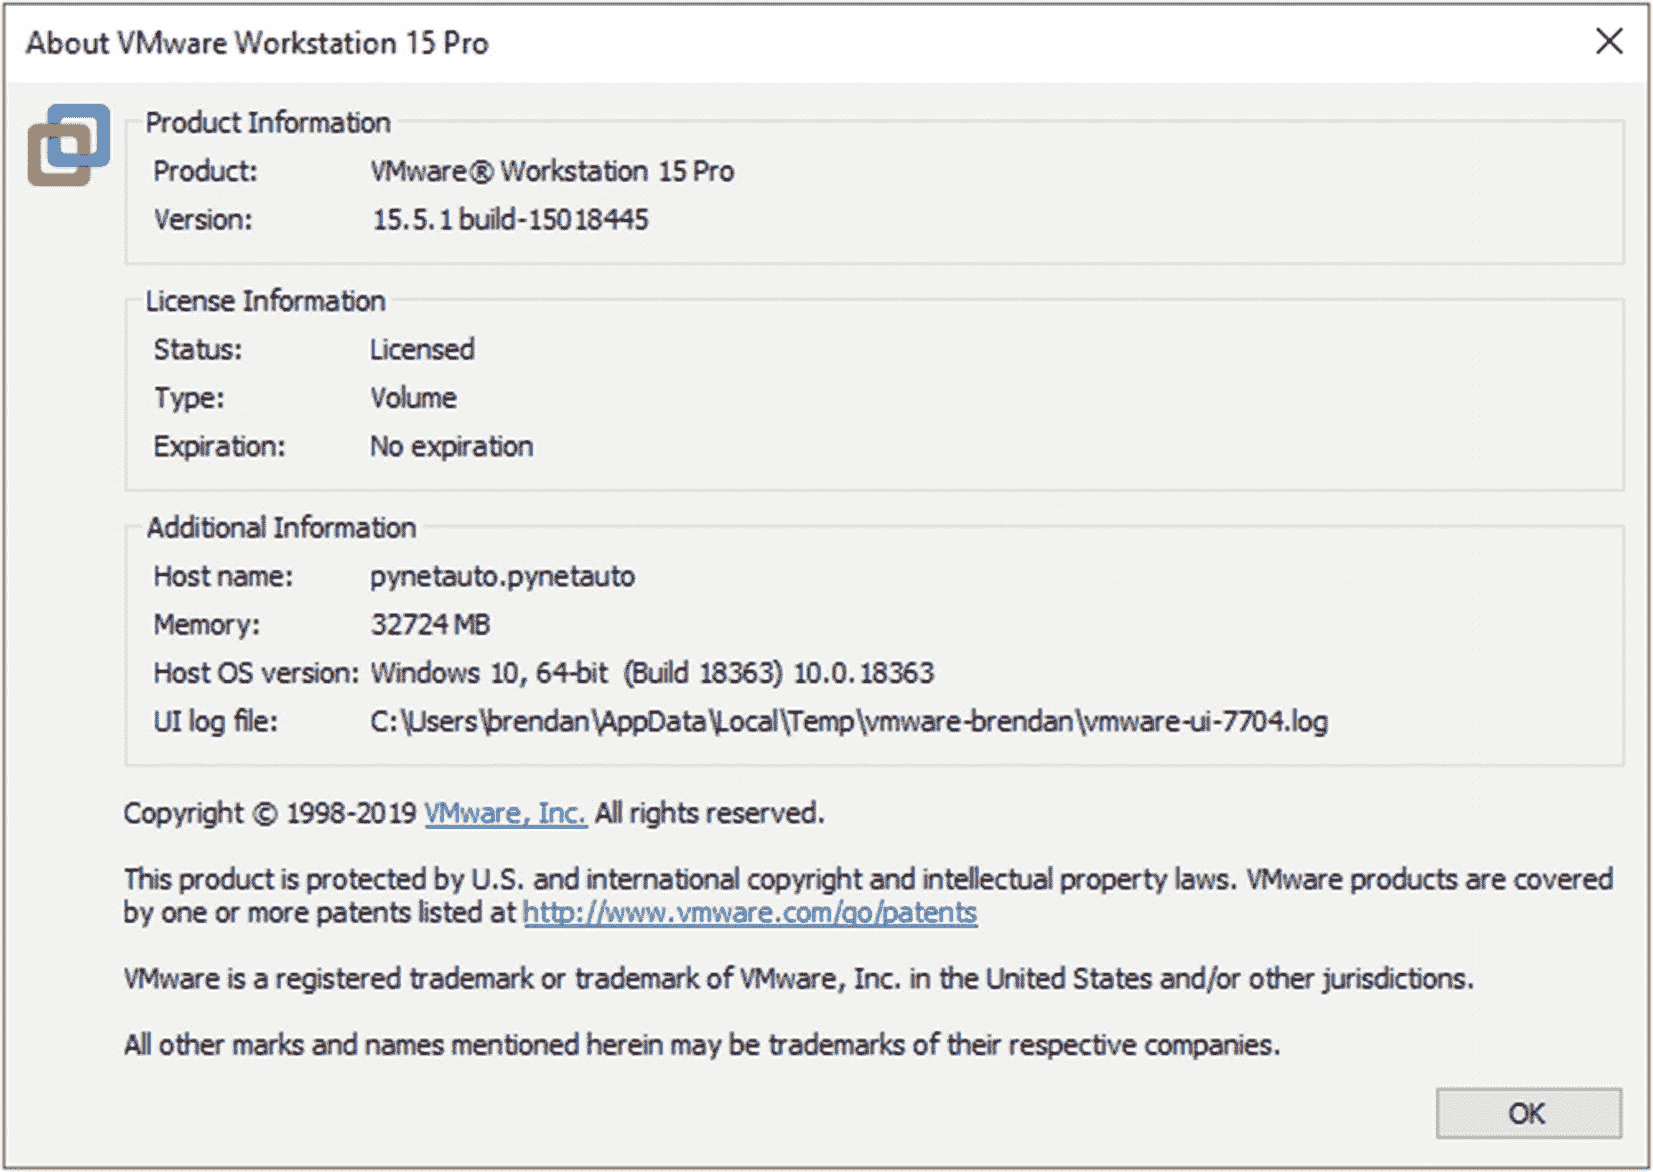 About VMware Workstation 15 Pro
Product Information
Product: VMware® Workstation 15 Pro
Version: 15.5.1 build-15018445
License Information
Status: Licensed
Type: Volume
Expiration: No expiration
Additional Information
Host name: pynetauto.pynetauto
Memory: 32724 MB
Host OS version: Windows 10, 64-bit (Build 18363) 10.0.18363
UI log file: C:\Users\brendan\AppData\Local\Temp\vmware-brendan\vmware-ui-7704.log
Copyright © 1998-2019 VMware, Inc. All rights reserved.
This product is protected by U.S. and international copyright and intellectual property laws. VMware products are covered
by one or more patents listed at http://www.vmware.com/go/patents
VMware is a registered trademark or trademark of VMware, Inc. in the United States and/or other jurisdictions.
All other marks and names mentioned herein may be trademarks of their respective companies.
OK